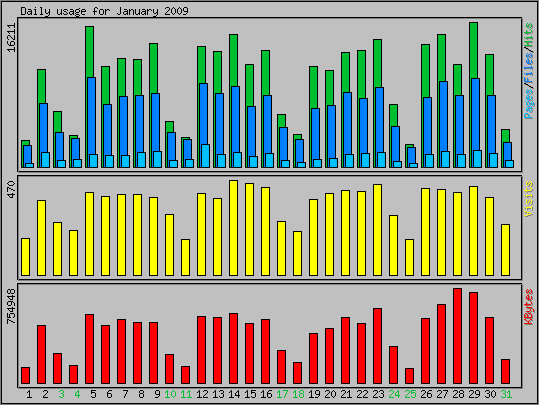 Daily usage for January 2009
16211
Pages/Files/Hits
470
Visits
754948
KBytes
1 2 3 4 5 6 7 8 9 10 11 12 13 14 15 16 17 18 19 20 21 22 23 24 25 26 27 28 29 30 31